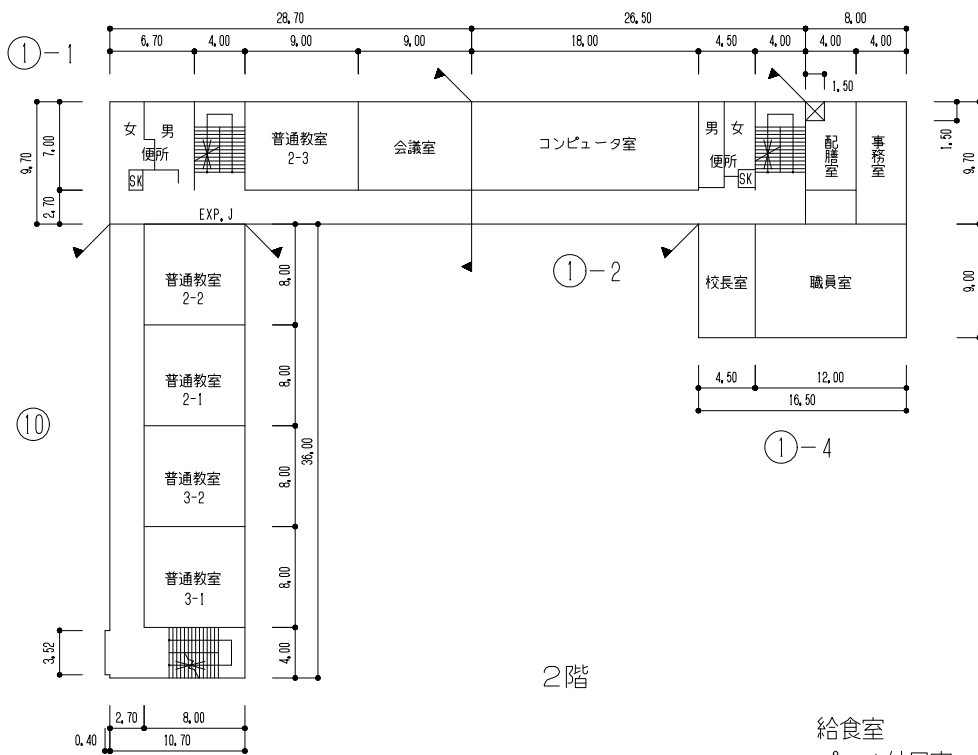 28.70 26.50 8.00
6.70 4.00 9.00 9.00 18.00 4.50 4.00 4.00 4.00
①-1
1.50
女 男 便所 SK
普通教室
2-3
会議室
コンピュータ室
男 女 便所 SK
配膳室
事務室
9.70 7.00 2.70
1.50 9.70 9.00
EXP.J
①-2
校長室
職員室
普通教室
2-2
8.00
普通教室
2-1
8.00
4.50 12.00
16.50
①-4
⑩
36.00
普通教室
3-2
8.00
普通教室
3-1
8.00
3.52
4.00
2階
2.70 8.00
0.40 10.70
給食室